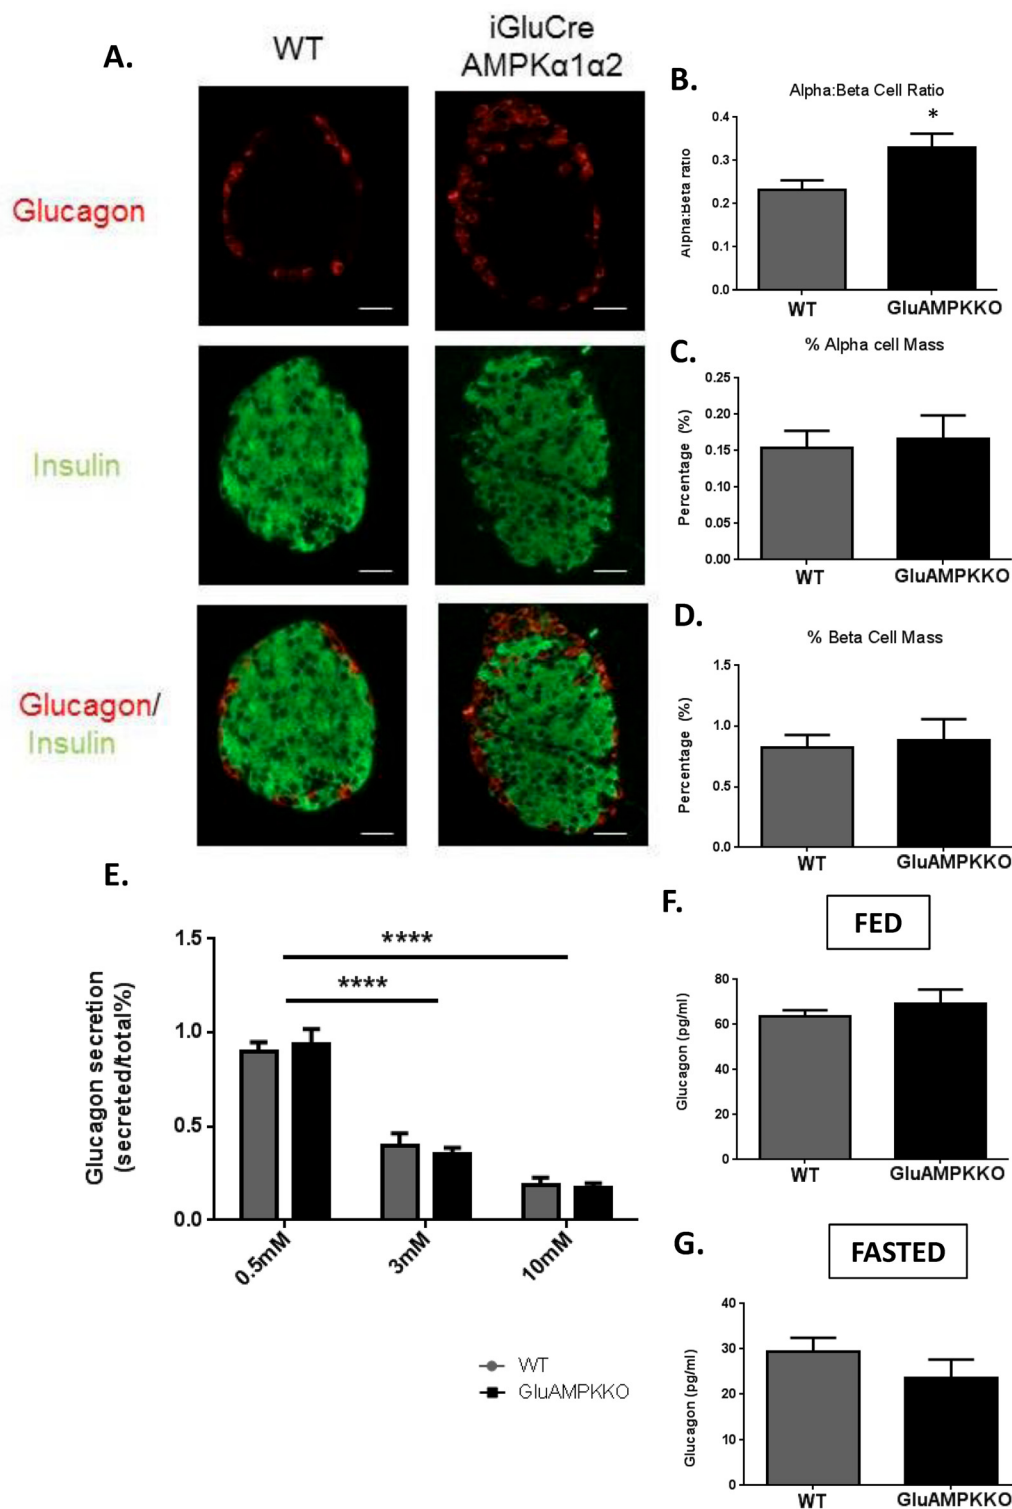 A.
WT
iGluCre
AMPKα1α2
Glucagon
Insulin
Glucagon/
Insulin
B.
Alpha:Beta Cell Ratio
Alpha:Beta ratio
0.4
0.3
0.2
0.1
0.0
*
WT
GluAMPKKO
C.
% Alpha cell Mass
Percentage (%)
0.25
0.20
0.15
0.10
0.05
0.00
WT
GluAMPKKO
D.
% Beta Cell Mass
Percentage (%)
1.5
1.0
0.5
0.0
WT
GluAMPKKO
E.
Glucagon secretion
(secreted/total%)
1.5
1.0
0.5
0.0
****
****
0.5mM
3mM
10mM
WT
GluAMPKKO
F.
FED
Glucagon (pg/ml)
80
60
40
20
0
WT
GluAMPKKO
G.
FASTED
Glucagon (pg/ml)
40
30
20
10
0
WT
GluAMPKKO